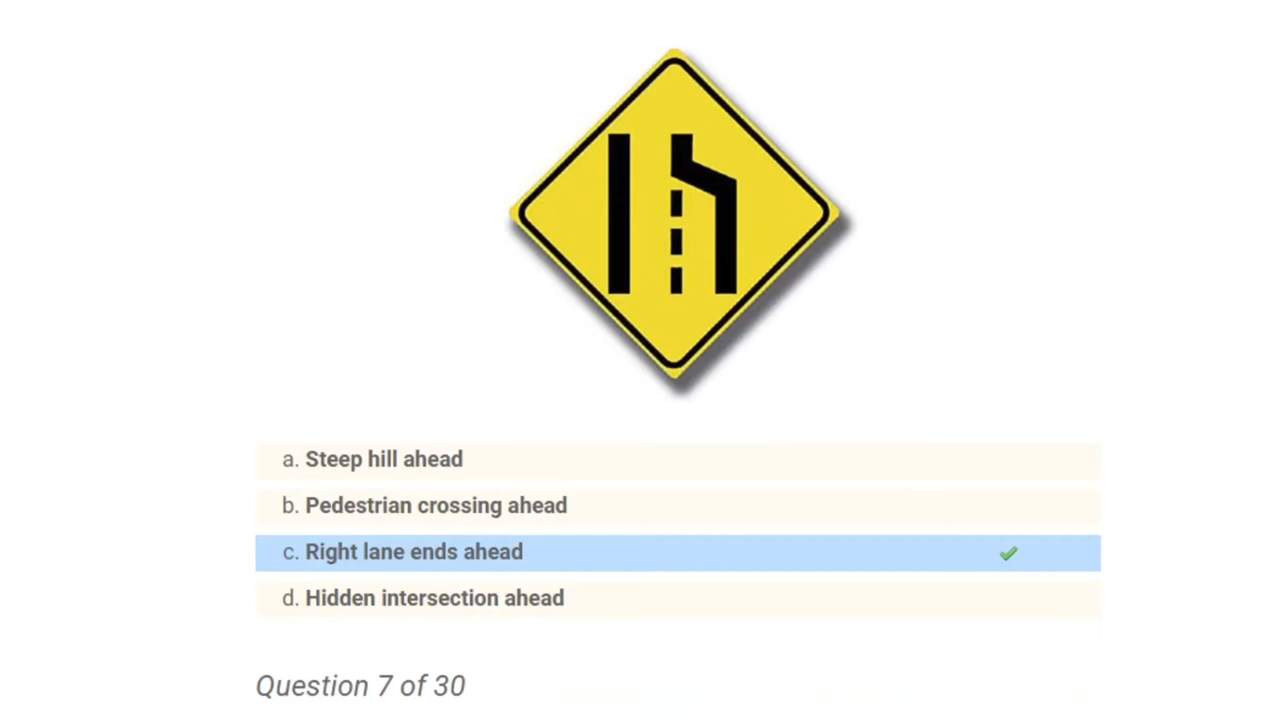 a. Steep hill ahead
b. Pedestrian crossing ahead
c. Right lane ends ahead
d. Hidden intersection ahead
Question 7 of 30